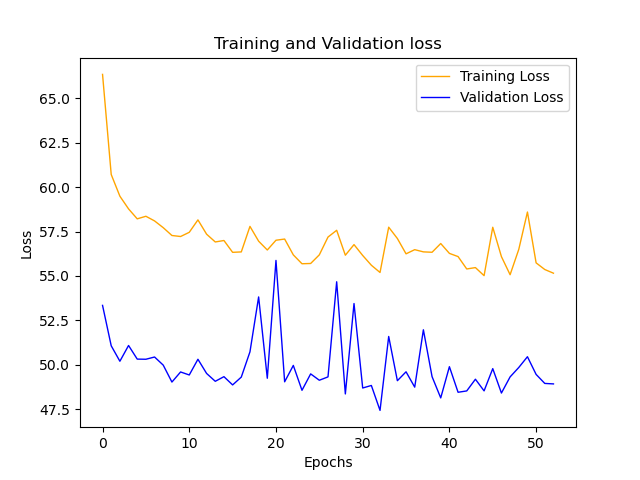 Training and Validation loss
Training Loss
Validation Loss
Loss
65.0
62.5
60.0
57.5
55.0
52.5
50.0
47.5
0 10 20 30 40 50
Epochs